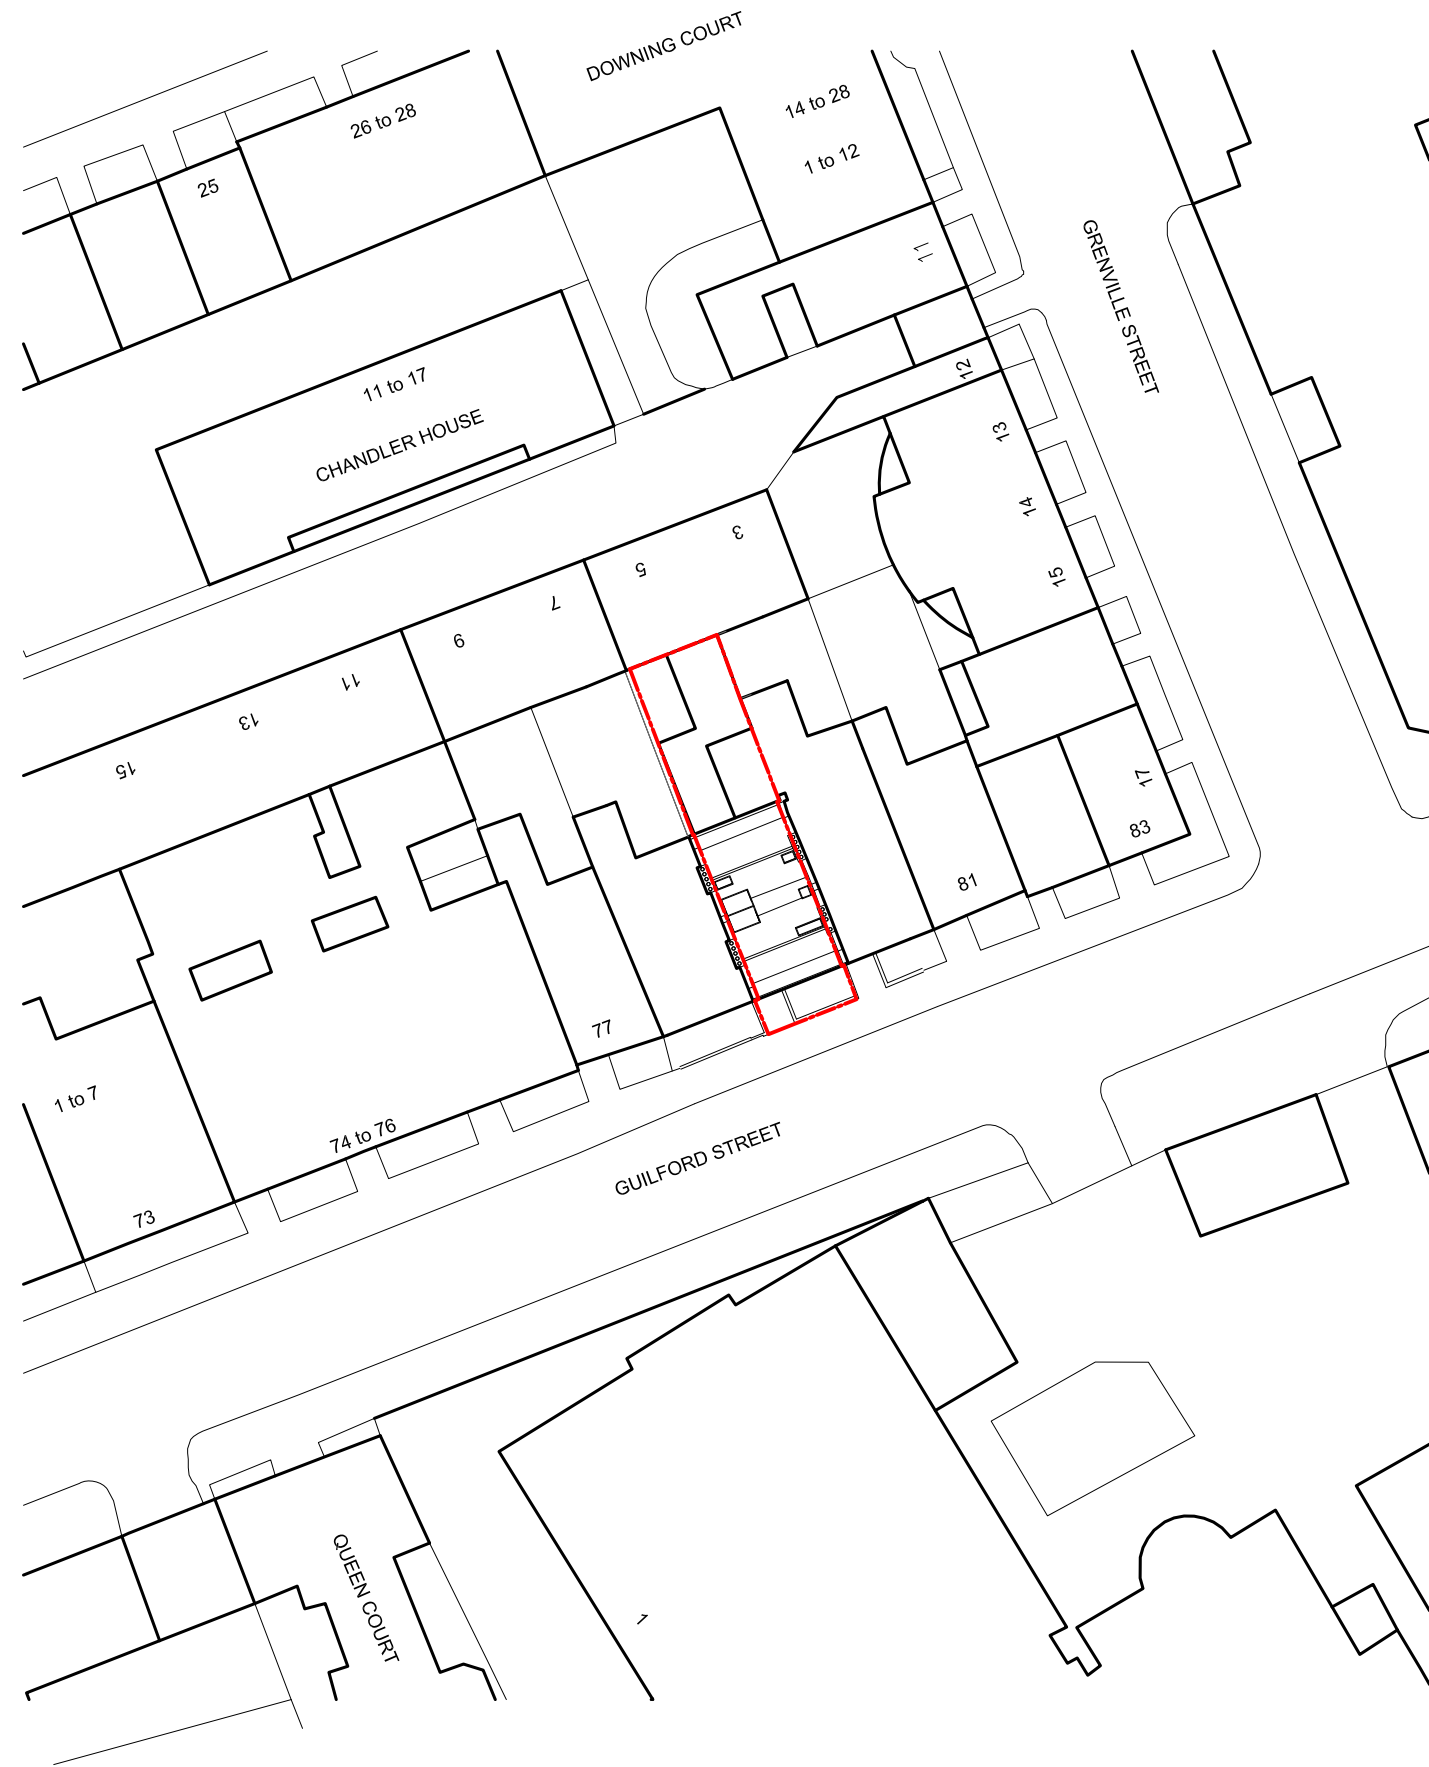 DOWNING COURT
26 to 28
14 to 28
1 to 12
25
11
GRENVILLE STREET
11 to 17
CHANDLER HOUSE
12
13
14
15
3
5
7
9
11
13
15
17
83
81
77
1 to 7
74 to 76
73
GUILFORD STREET
QUEEN COURT
1